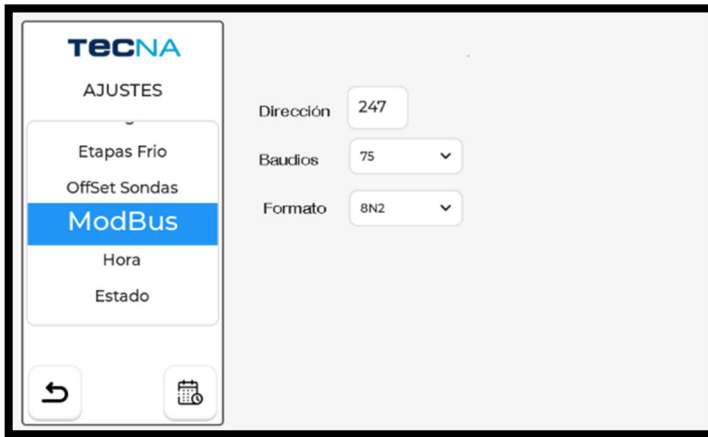 TECNA
AJUSTES
Etapas Frio
OffSet Sondas
ModBus
Hora
Estado
Dirección 247
Baudios 75
Formato 8N2